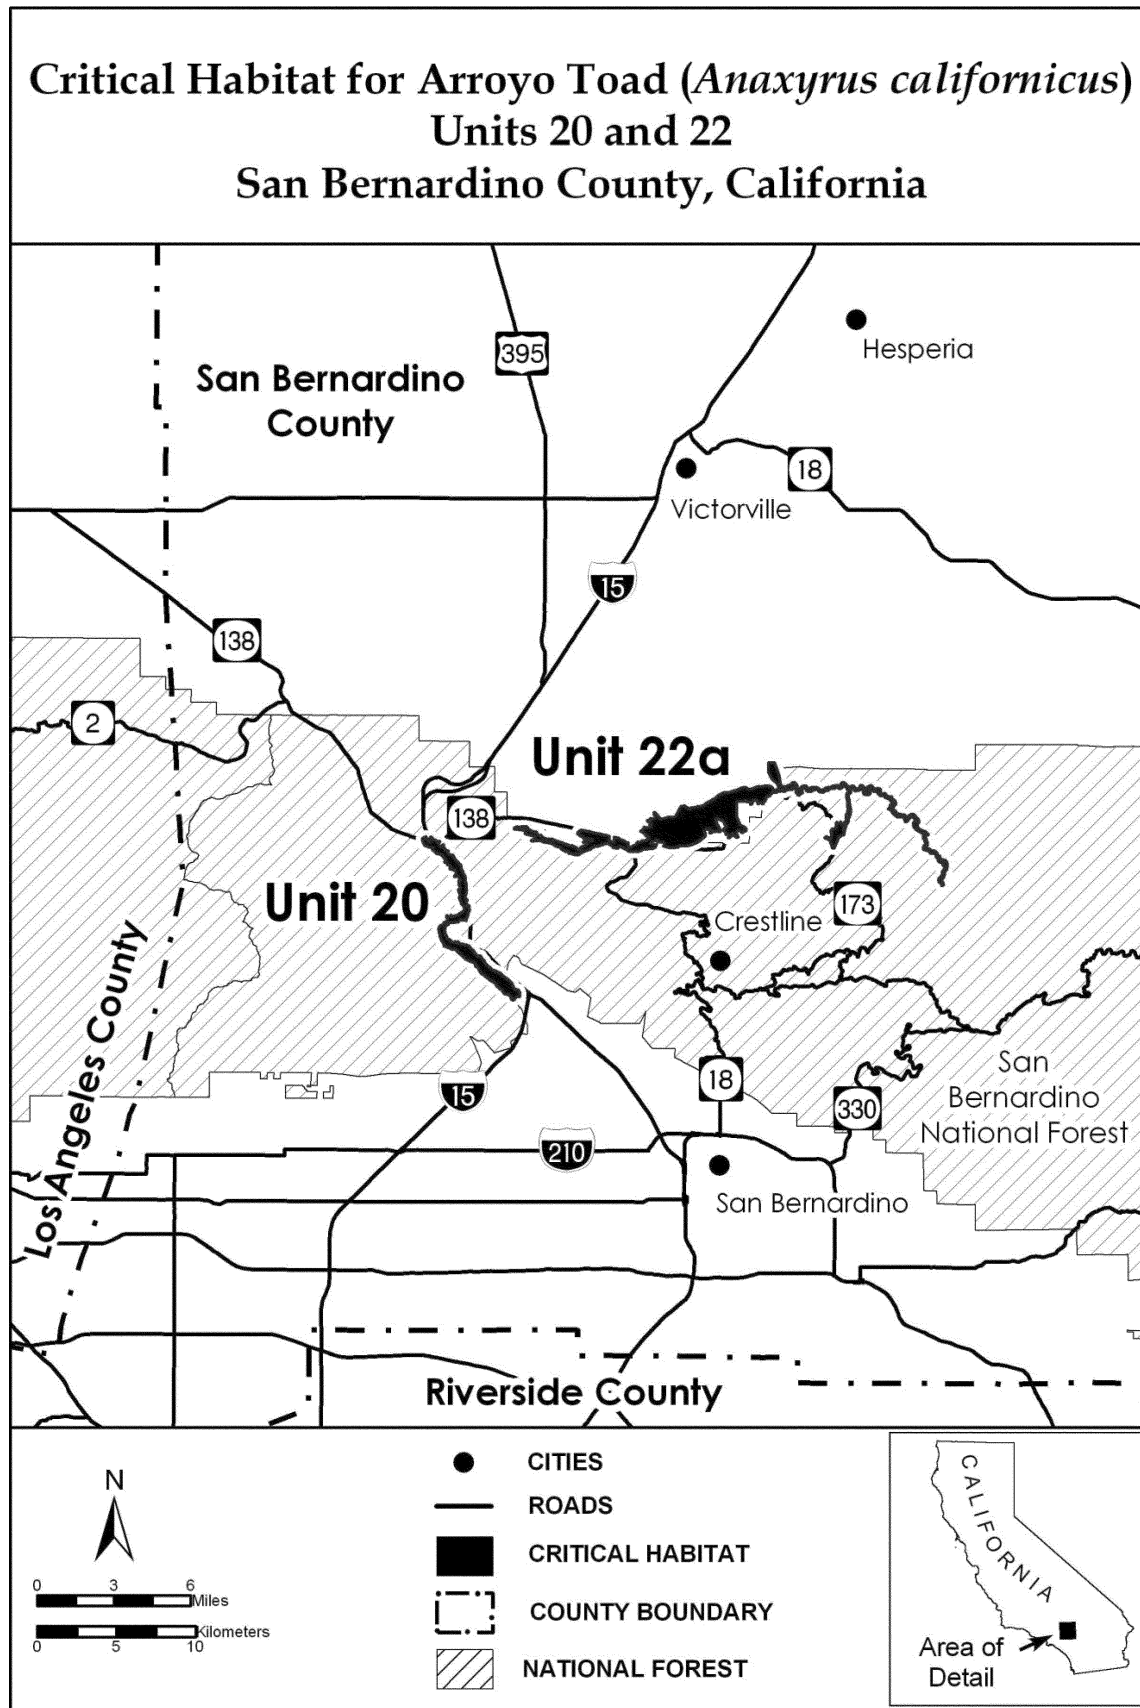 Critical Habitat for Arroyo Toad (Anaxyrus californicus)
Units 20 and 22
San Bernardino County, California
395
Hesperia
San Bernardino
County
18
Victorville
15
138
2
Unit 22a
138
Unit 20
173
Crestline
Los Angeles County
San
Bernardino
National Forest
18
15
330
210
San Bernardino
Riverside County
N
0 3 6
Miles
Kilometers
0 5 10
CITIES
ROADS
CRITICAL HABITAT
COUNTY BOUNDARY
NATIONAL FOREST
CALIFORNIA
Area of
Detail